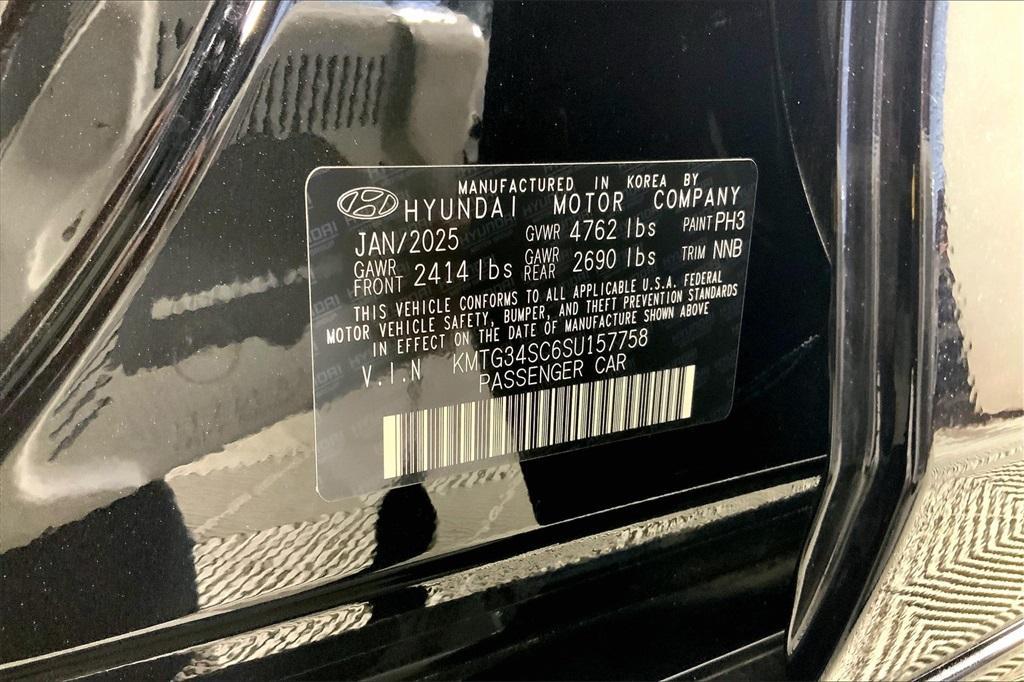 MANUFACTURED IN KOREA BY
HYUNDAI MOTOR COMPANY
JAN/2025 GVWR 4762 lbs PAINT PH3
GAWR FRONT 2414 lbs GAWR REAR 2690 lbs TRIM NNB
THIS VEHICLE CONFORMS TO ALL APPLICABLE U.S.A. FEDERAL
MOTOR VEHICLE SAFETY, BUMPER, AND THEFT PREVENTION STANDARDS
IN EFFECT ON THE DATE OF MANUFACTURE SHOWN ABOVE
V.I.N KMTG34SC6SU157758
PASSENGER CAR